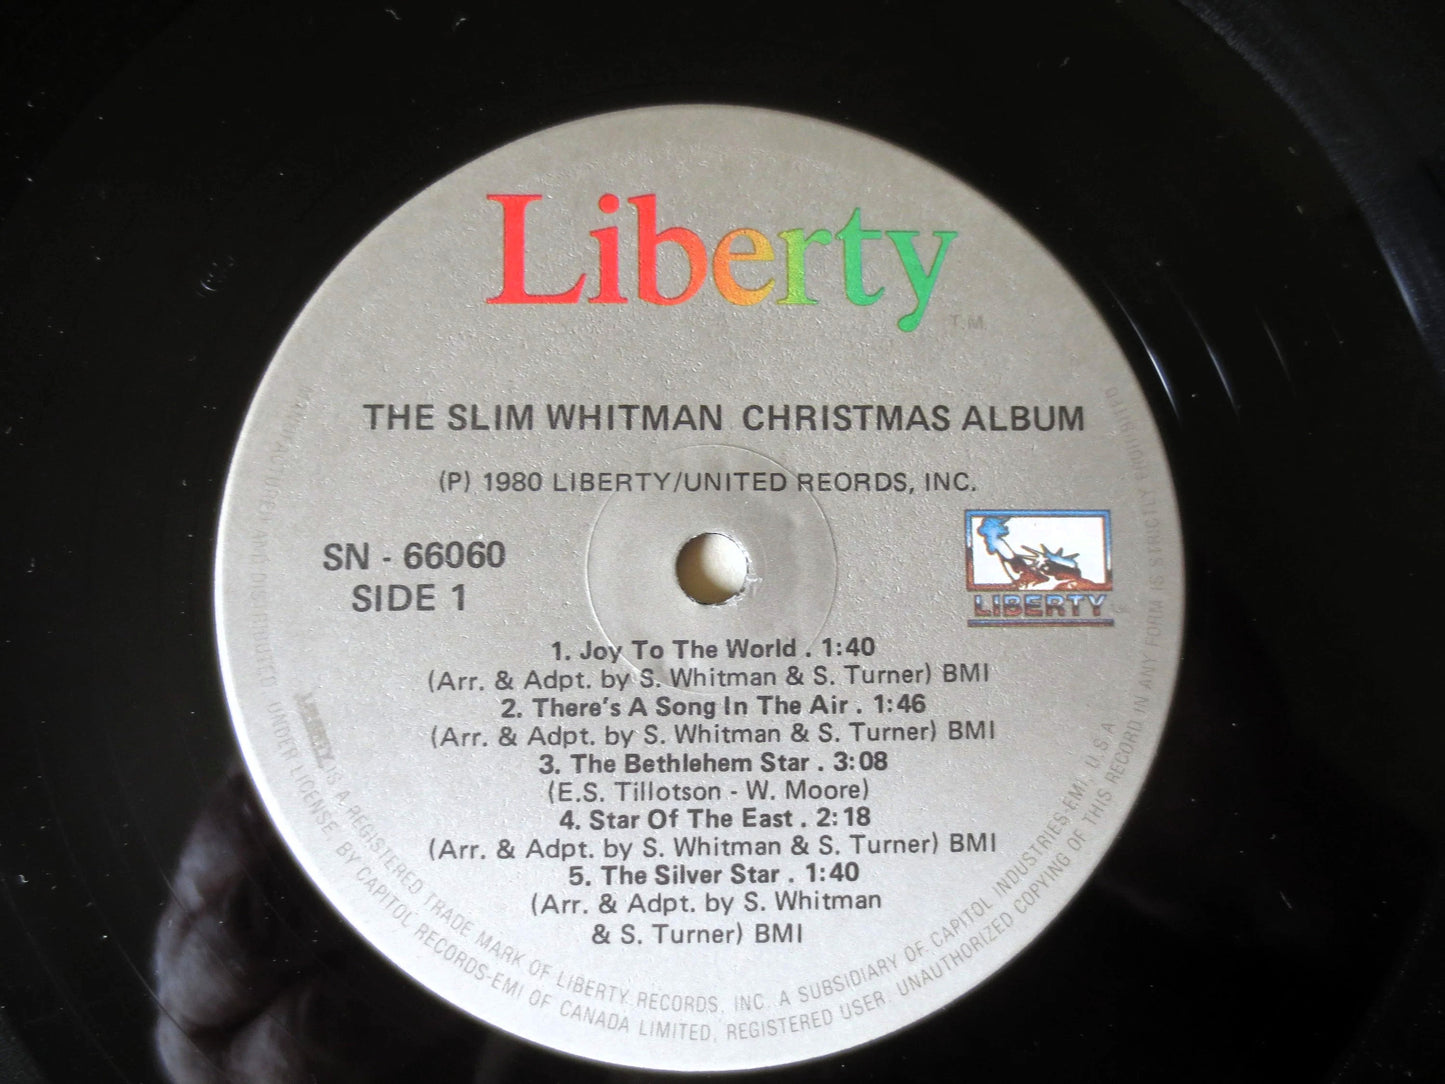 Liberty
T.M.
THE SLIM WHITMAN CHRISTMAS ALBUM
(P) 1980 LIBERTY/UNITED REORDS, INC.
SN - 66060
SIDE 1
LIBERTY
1. Joy To The World . 1:40
(Arr. & Adpt. by S. Whitman & S. Turner) BMI
2. There's A Song In The Air . 1:46
(Arr. & Adpt. by S. Whitman & S. Turner) BMI
3. The Bethlehem Star . 3:08
(E.S. Tillotson - W. Moore)
4. Star Of The East . 2:18
(Arr. & Adpt. by S. Whitman & S. Turner) BMI
5. The Silver Star . 1:40
(Arr. & Adpt. by S. Whitman
& S. Turner) BMI
LIBERTY IS A REGISTERED TRADE MARK OF LIBERTY RECORDS, INC. A SUBSIDIARY OF CAPITOL INDUSTRIES-EMI, U.S.A.
MANUFACTURED AND DISTRIBUTED UNDER LICENSE BY CAPITOL RECORDS-EMI OF CANADA LIMITED, REGISTERED USER. UNAUTHORIZED COPYING OF THIS RECORD IN ANY FORM IS STRICTLY PROHIBITED